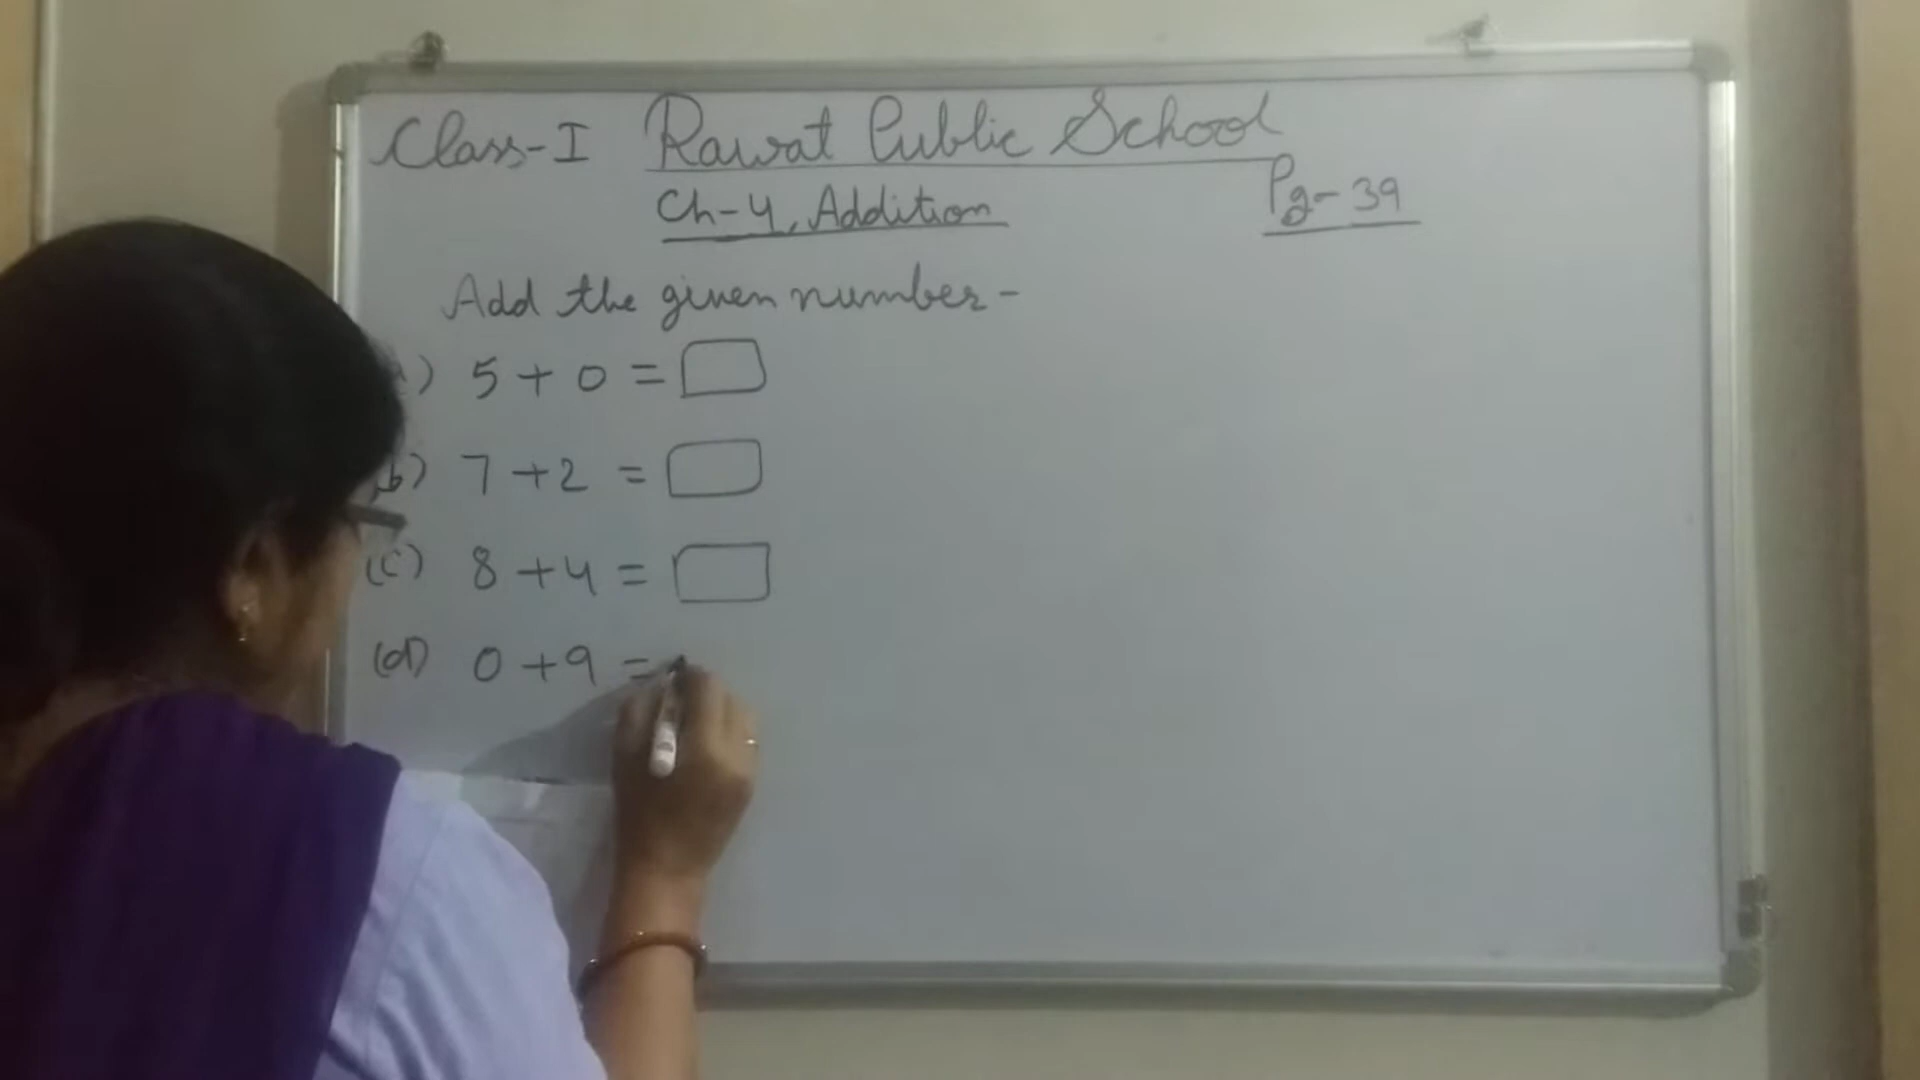 Class-I Rawat Public School
Ch-4, Addition Pg-39
Add the given number-
) 5+0=
b) 7+2=
(c) 8+4=
(d) 0+9=